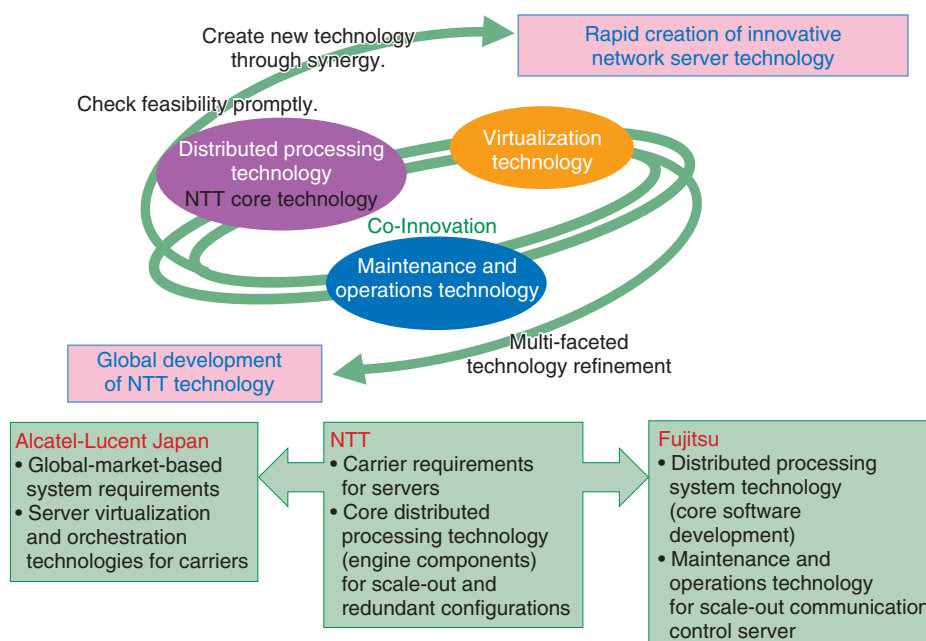 Create new technology
through synergy.
Rapid creation of innovative
network server technology
Check feasibility promptly.
Distributed processing
technology
NTT core technology
Virtualization
technology
Co-Innovation
Maintenance and
operations technology
Multi-faceted
technology refinement
Global development
of NTT technology
Alcatel-Lucent Japan
• Global-market-based
system requirements
• Server virtualization
and orchestration
technologies for carriers
NTT
• Carrier requirements
for servers
• Core distributed
processing technology
(engine components)
for scale-out and
redundant configurations
Fujitsu
• Distributed processing
system technology
(core software
development)
• Maintenance and
operations technology
for scale-out communication
control server